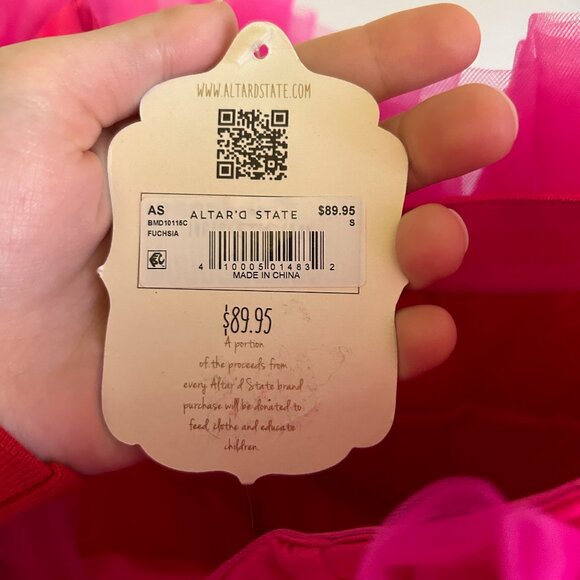 WWW.ALTARDSTATE.COM
AS ALTAR'D STATE $89.95
BMD10115C S
FUCHSIA
4 10005 01483 2
MADE IN CHINA
$89.95
A portion
of the proceeds from
every Altar'd State brand
purchase will be donated to
feed, clothe and educate
children.